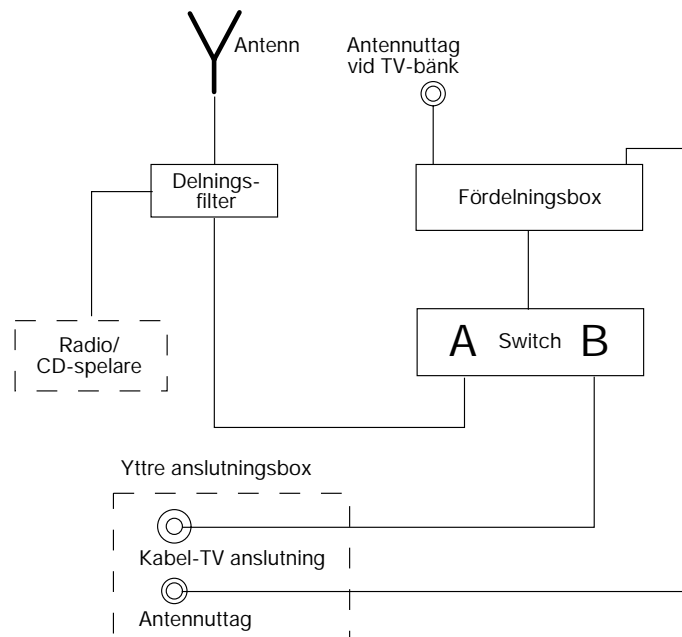 Antenn
Antennuttag
vid TV-bänk
Delnings-
filter
Fördelningsbox
A Switch B
Radio/
CD-spelare
Yttre anslutningsbox
Kabel-TV anslutning
Antennuttag